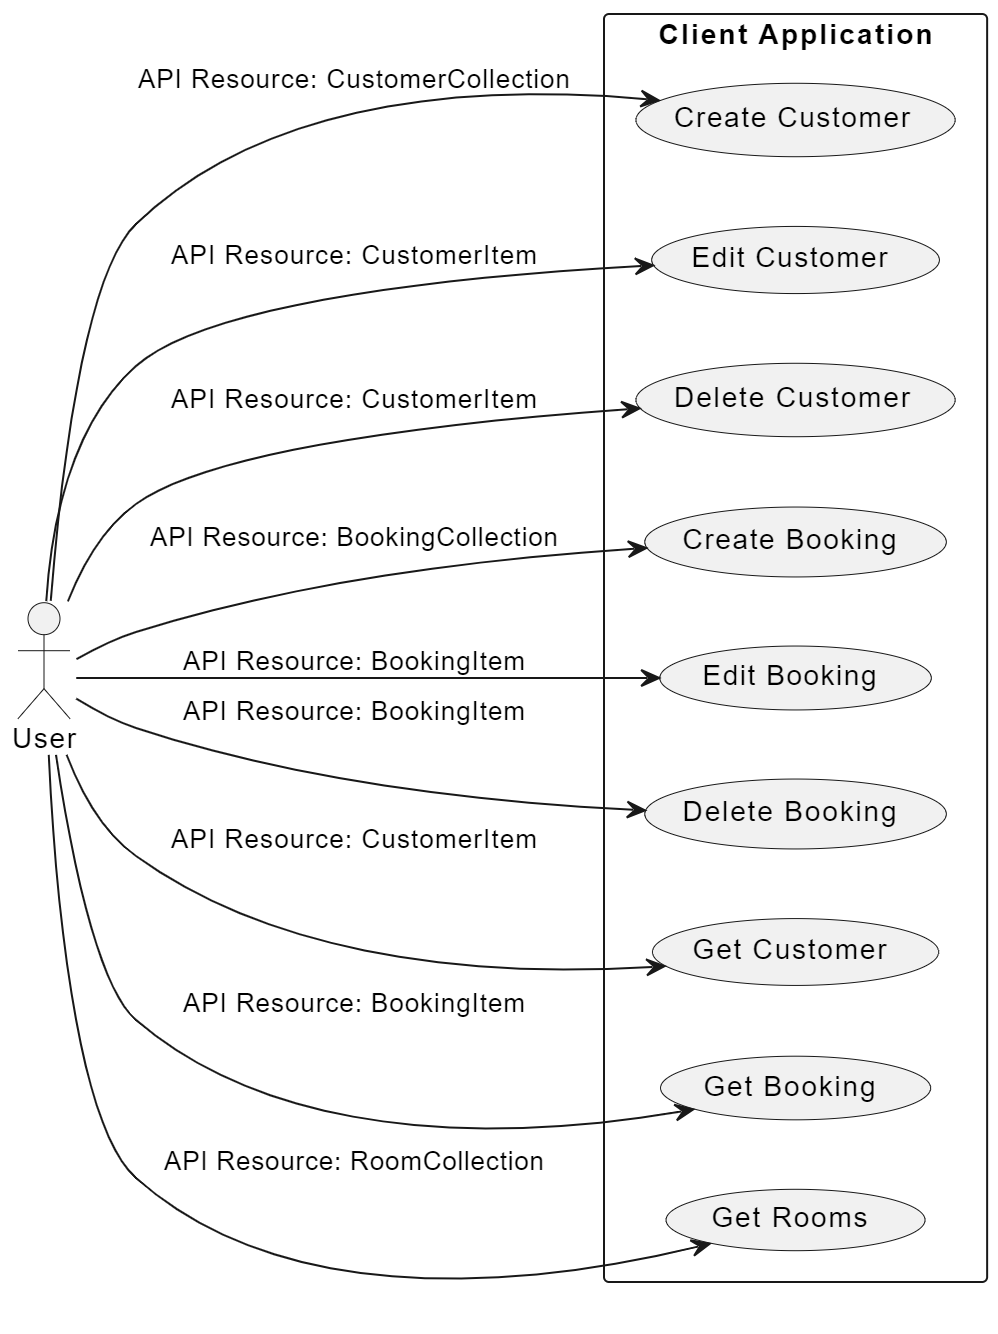 Client Application
API Resource: CustomerCollection
Create Customer
API Resource: CustomerItem
Edit Customer
API Resource: CustomerItem
Delete Customer
API Resource: BookingCollection
Create Booking
API Resource: BookingItem
Edit Booking
API Resource: BookingItem
User
Delete Booking
API Resource: CustomerItem
Get Customer
API Resource: BookingItem
Get Booking
API Resource: RoomCollection
Get Rooms